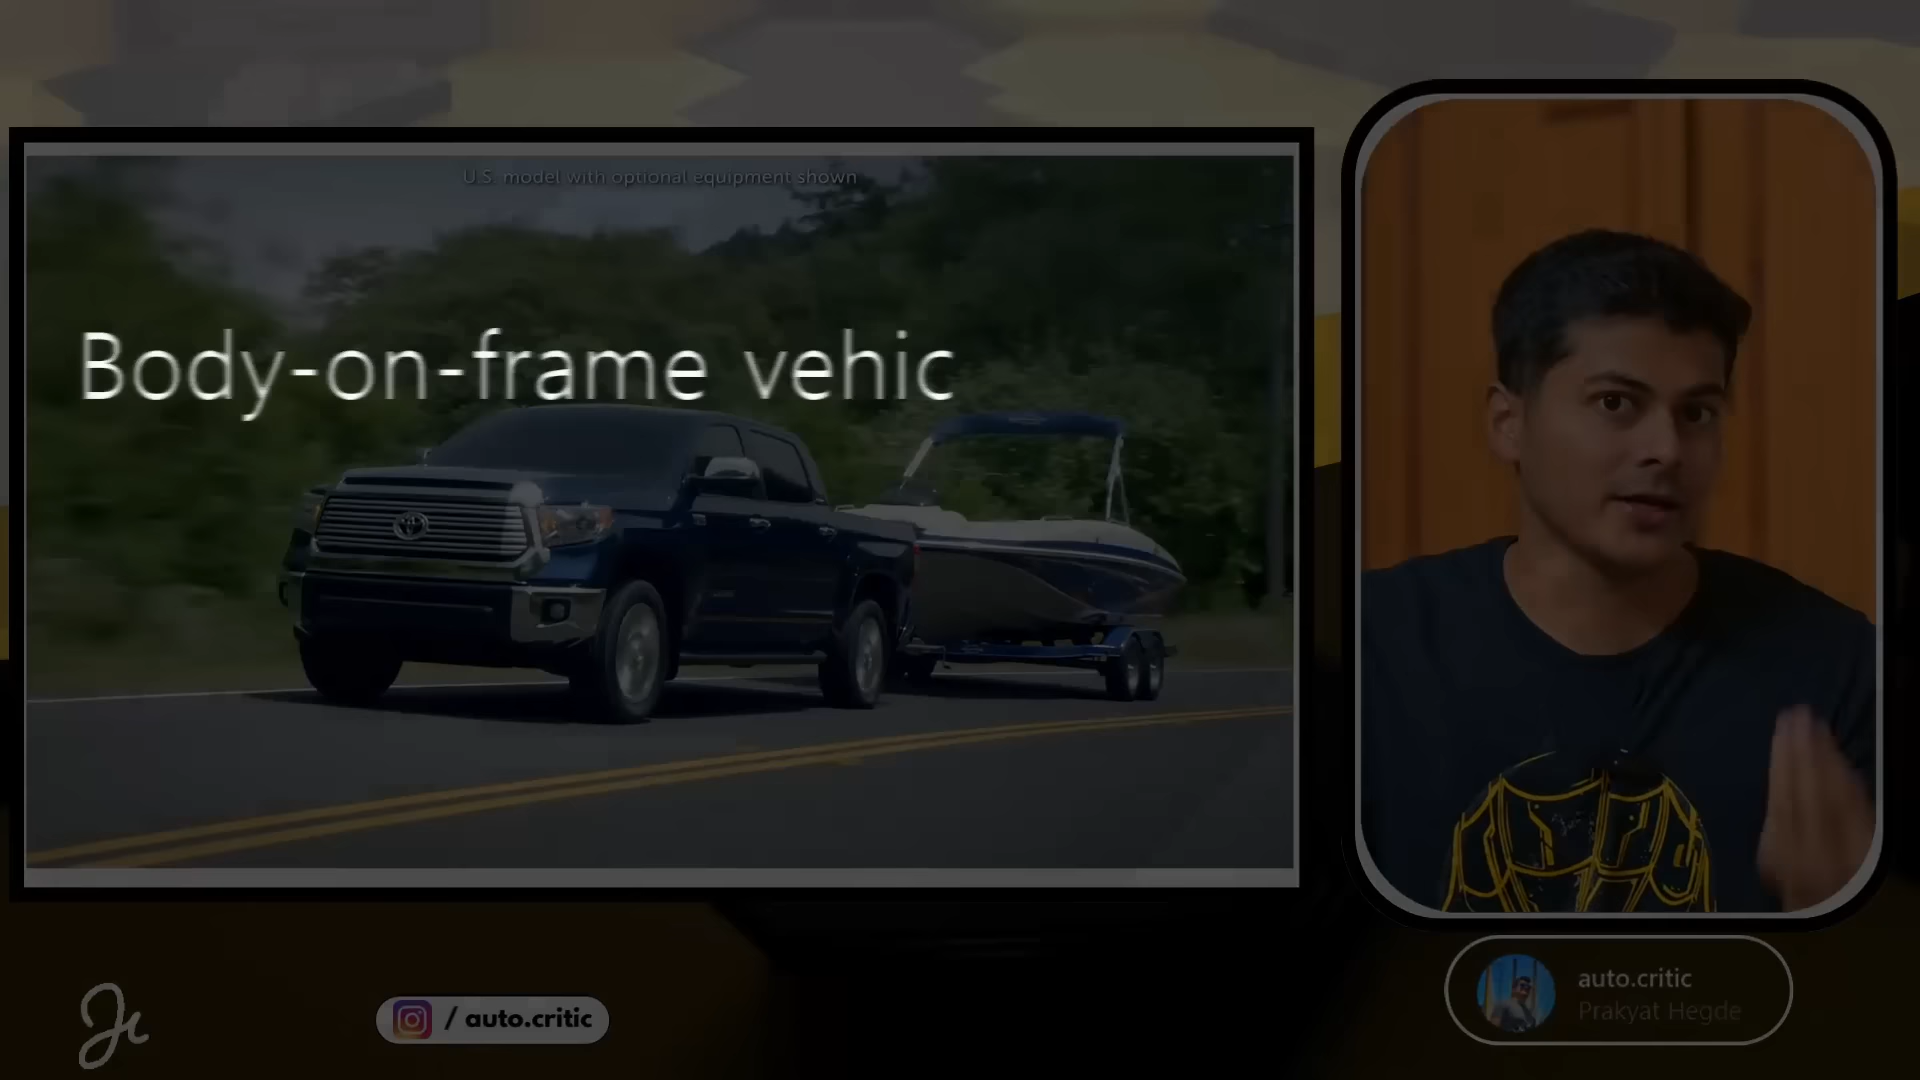 U.S. model with optional equipment shown
Body-on-frame vehic
/ auto.critic
auto.critic
Prakyat Hegde